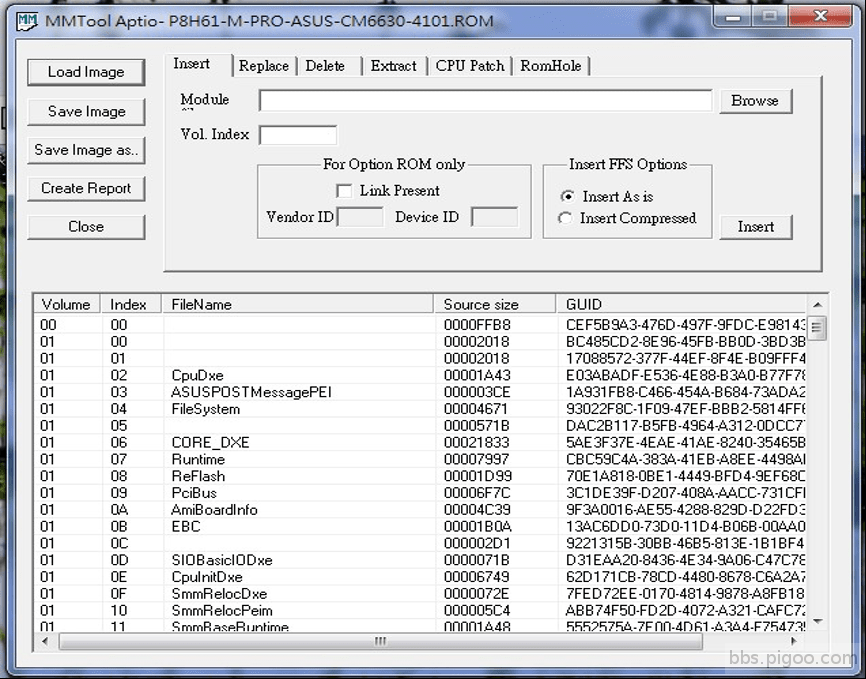 MMTool Aptio- P8H61-M-PRO-ASUS-CM6630-4101.ROM
Load Image
Save Image
Save Image as..
Create Report
Close
Insert Replace Delete Extract CPU Patch RomHole
Module
Browse
Vol. Index
For Option ROM only
Link Present
Vendor ID Device ID
Insert FFS Options
Insert As is
Insert Compressed
Insert
Volume Index FileName Source size GUID
00 00 0000FFB8 CEF5B9A3-476D-497F-9FDC-E98143
01 00 00002018 BC485CD2-8E96-45FB-BB0D-3BD3B
01 01 00002018 17088572-377F-44EF-8F4E-B09FFF4
01 02 CpuDxe 00001A43 E03ABADF-E536-4E88-B3A0-B77F78
01 03 ASUSPOSTMessagePEI 000003CE 1A931FB8-C466-454A-B684-73ADA2
01 04 FileSystem 00004671 93022F8C-1F09-47EF-BBB2-5814FF6
01 05 0000571B DAC2B117-B5FB-4964-A312-0DCC7
01 06 CORE_DXE 00021833 5AE3F37E-4EAE-41AE-8240-35465B
01 07 Runtime 00007997 CBC59C4A-383A-41EB-A8EE-4498A
01 08 ReFlash 00001D99 70E1A818-0BE1-4449-BFD4-9EF68C
01 09 PciBus 00006F7C 3C1DE39F-D207-408A-AACC-731CF
01 0A AmiBoardInfo 00004C39 9F3A0016-AE55-4288-829D-D22FD3
01 0B EBC 00001B0A 13AC6DD0-73D0-11D4-B06B-00AA0
01 0C 000002D1 9221315B-30BB-46B5-813E-1B1BF4
01 0D SIOBasicIODxe 0000071B D31EAA20-8436-4E34-9A06-C47C78
01 0E CpuInitDxe 00006749 62D171CB-78CD-4480-8678-C6A2A7
01 0F SmmRelocDxe 0000072E 7FED72EE-0170-4814-9878-A8FB18
01 10 SmmRelocPeim 000005C4 ABB74F50-FD2D-4072-A321-CAFC72
01 11 SmmBaseRuntime 00001A48 5552575A-7E00-4D61-A3A4-F75473
bbs.pigoo.com